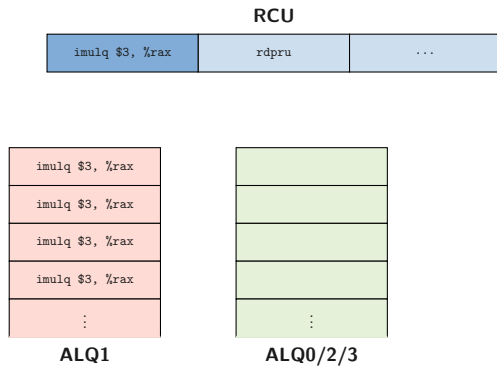 RCU
imulq $3, %rax rdpru ...
imulq $3, %rax
imulq $3, %rax
imulq $3, %rax
imulq $3, %rax
⋮ ⋮
ALQ1 ALQ0/2/3